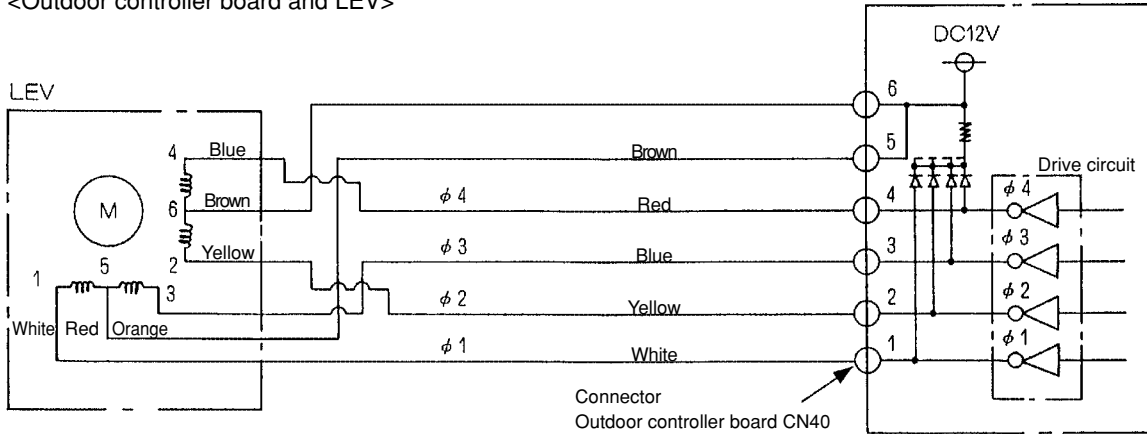 <Outdoor controller board and LEV>
DC12V
LEV
6
5
4 Blue
Brown
Drive circuit
M
6 Brown
ϕ 4
Red
4
ϕ 4
2 Yellow
ϕ 3
Blue
3
ϕ 3
1 5 3
ϕ 2
Yellow
2
ϕ 2
White Red Orange
ϕ 1
White
1
ϕ 1
Connector
Outdoor controller board CN40